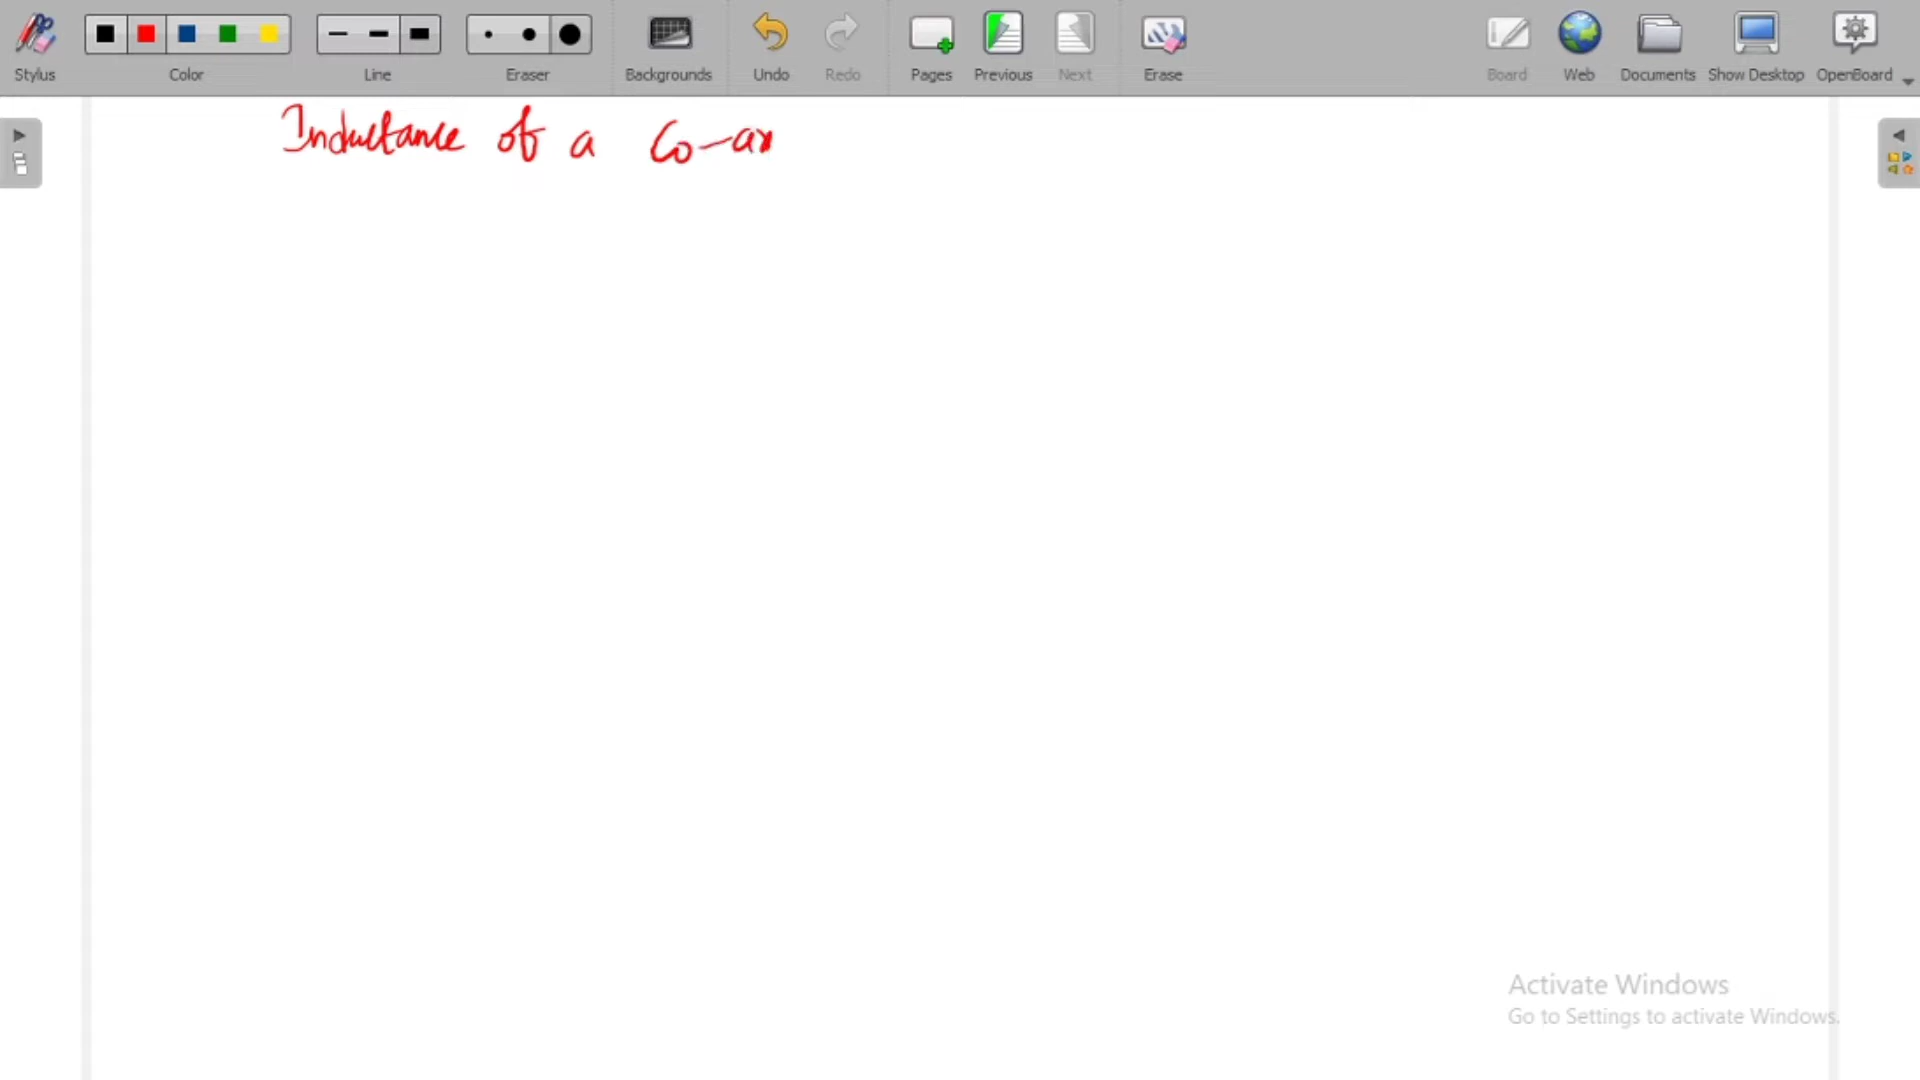 Stylus Color Line Eraser Backgrounds Undo Redo Pages Previous Next Erase Board Web Documents Show Desktop OpenBoard
Inductance of a Co-ax
Activate Windows
Go to Settings to activate Windows.